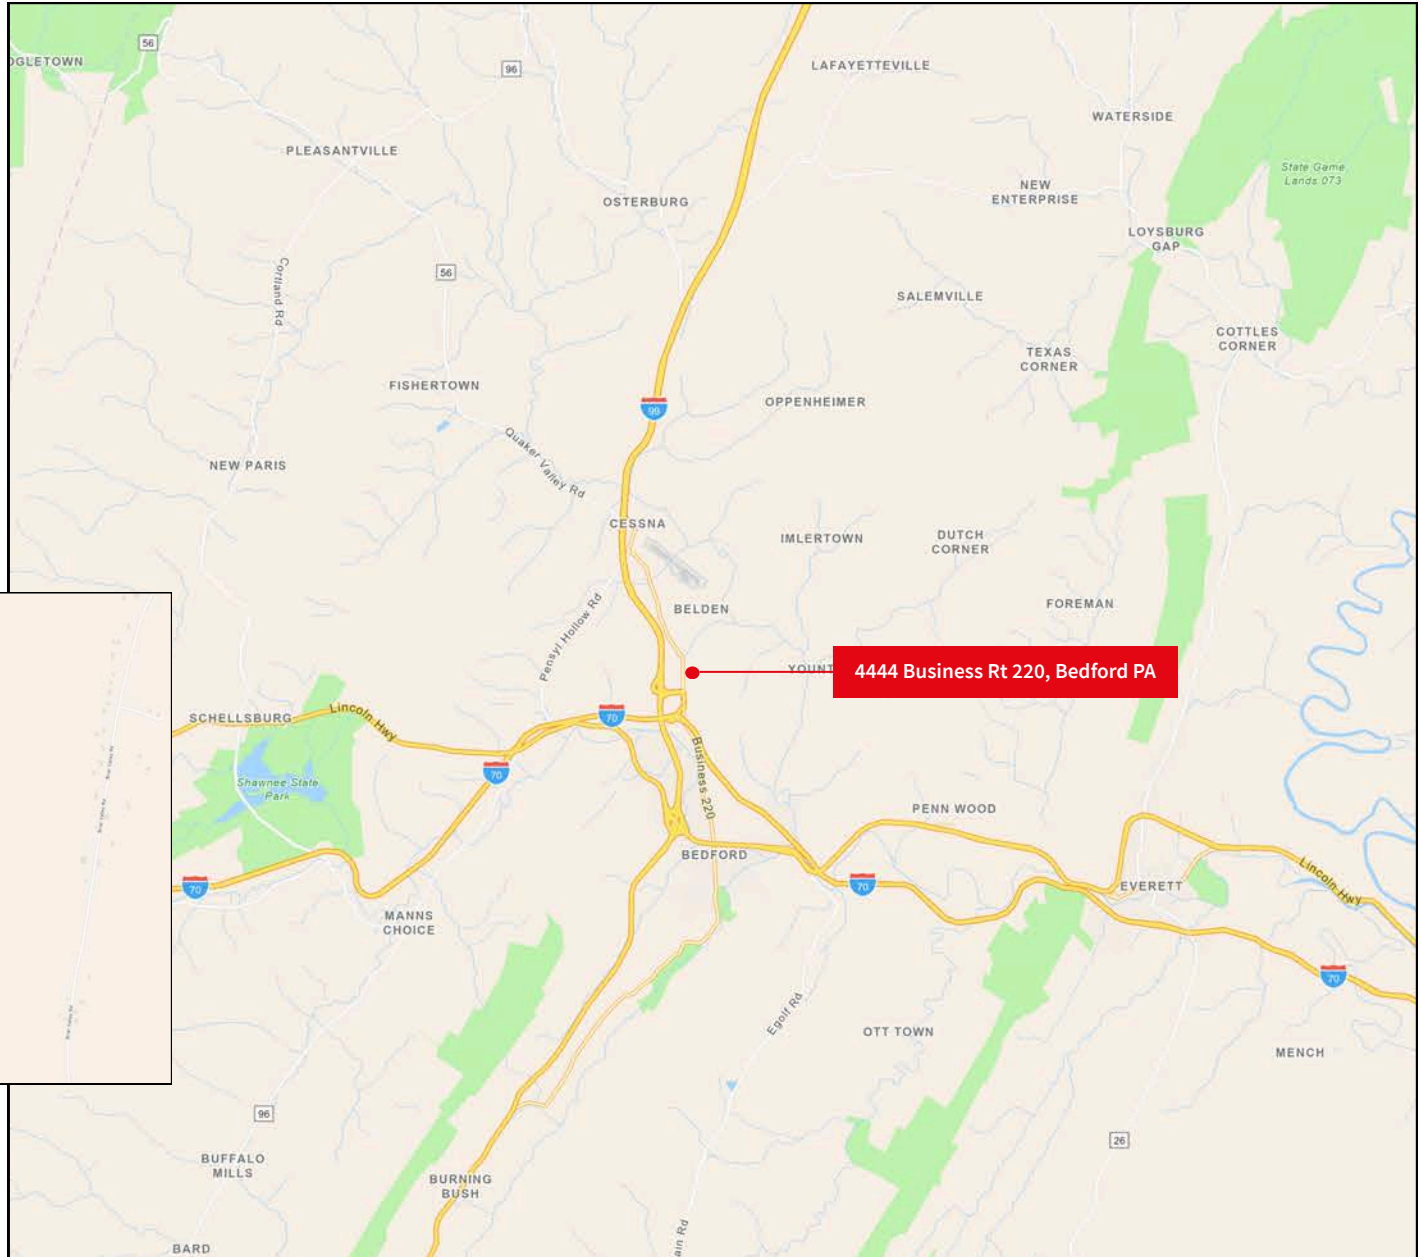 56
OGLETOWN
96
LAFAYETTEVILLE
WATERSIDE
PLEASANTVILLE
State Game
Lands 073
NEW
ENTERPRISE
OSTERBURG
LOYSBURG
GAP
Cortland Rd
56
SALEMVILLE
COTTLES
CORNER
TEXAS
CORNER
FISHERTOWN
99
OPPENHEIMER
Quaker Valley Rd
NEW PARIS
CESSNA
IMLERTOWN
DUTCH
CORNER
BELDEN
FOREMAN
Pensyl Hollow Rd
YOUNT
4444 Business Rt 220, Bedford PA
SCHELLSBURG
Lincoln Hwy
70
Business 220
70
Shawnee State
Park
PENN WOOD
BEDFORD
70
70
EVERETT
Lincoln Hwy
MANNS
CHOICE
70
Egolf Rd
OTT TOWN
MENCH
96
26
BUFFALO
MILLS
BURNING
BUSH
ain Rd
BARD